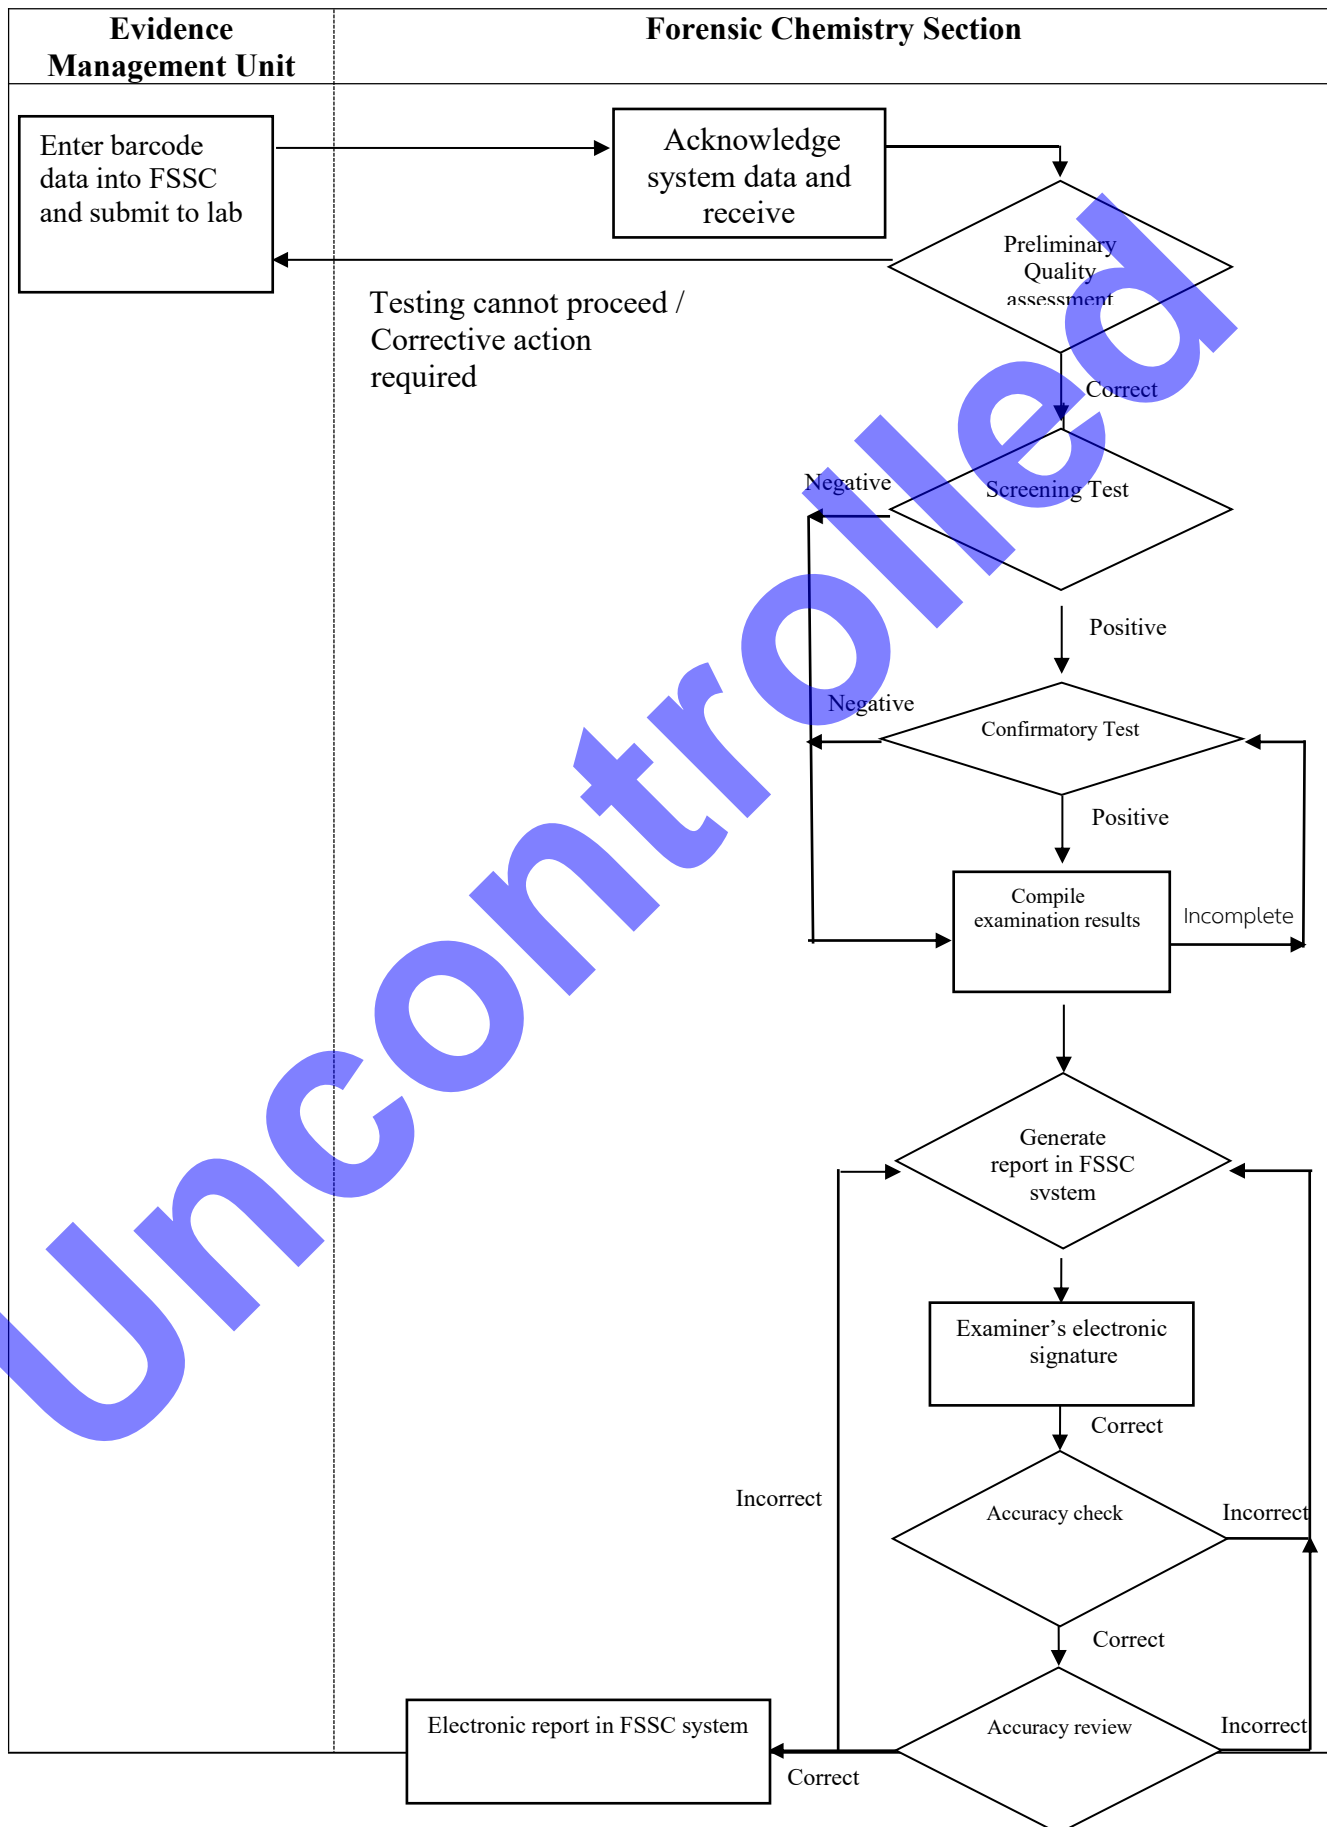 Evidence
Management Unit
Forensic Chemistry Section
Enter barcode
data into FSSC
and submit to lab
Acknowledge
system data and
receive
Preliminary
Quality
assessment
Testing cannot proceed /
Corrective action
required
Correct
Negative
Screening Test
Positive
Negative
Confirmatory Test
Positive
Compile
examination results
Incomplete
Generate
report in FSSC
system
Examiner’s electronic
signature
Correct
Incorrect
Accuracy check
Incorrect
Correct
Electronic report in FSSC system
Accuracy review
Incorrect
Correct
Uncontrolled